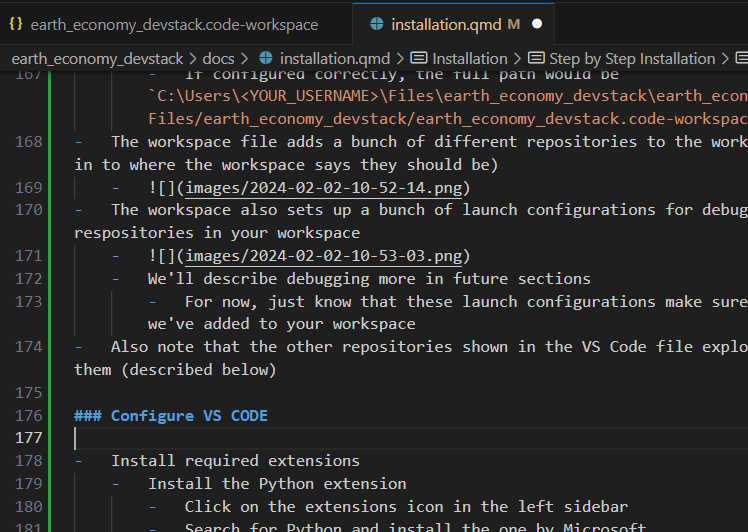 {} earth_economy_devstack.code-workspace
installation.qmd M
earth_economy_devstack > docs > installation.qmd > Installation > Step by Step Installation >
167 - If configured correctly, the full path would be
`C:\Users\<YOUR_USERNAME>\Files\earth_economy_devstack\earth_econ
Files/earth_economy_devstack/earth_economy_devstack.code-workspac
168 - The workspace file adds a bunch of different repositories to the work
in to where the workspace says they should be)
169 - ![](images/2024-02-02-10-52-14.png)
170 - The workspace also sets up a bunch of launch configurations for debug
respositories in your workspace
171 - ![](images/2024-02-02-10-53-03.png)
172 - We'll describe debugging more in future sections
173 - For now, just know that these launch configurations make sure
we've added to your workspace
174 - Also note that the other repositories shown in the VS Code file explo
them (described below)
175
176 ### Configure VS CODE
177
178 - Install required extensions
179 - Install the Python extension
180 - Click on the extensions icon in the left sidebar
181 - Search for Python and install the one by Microsoft